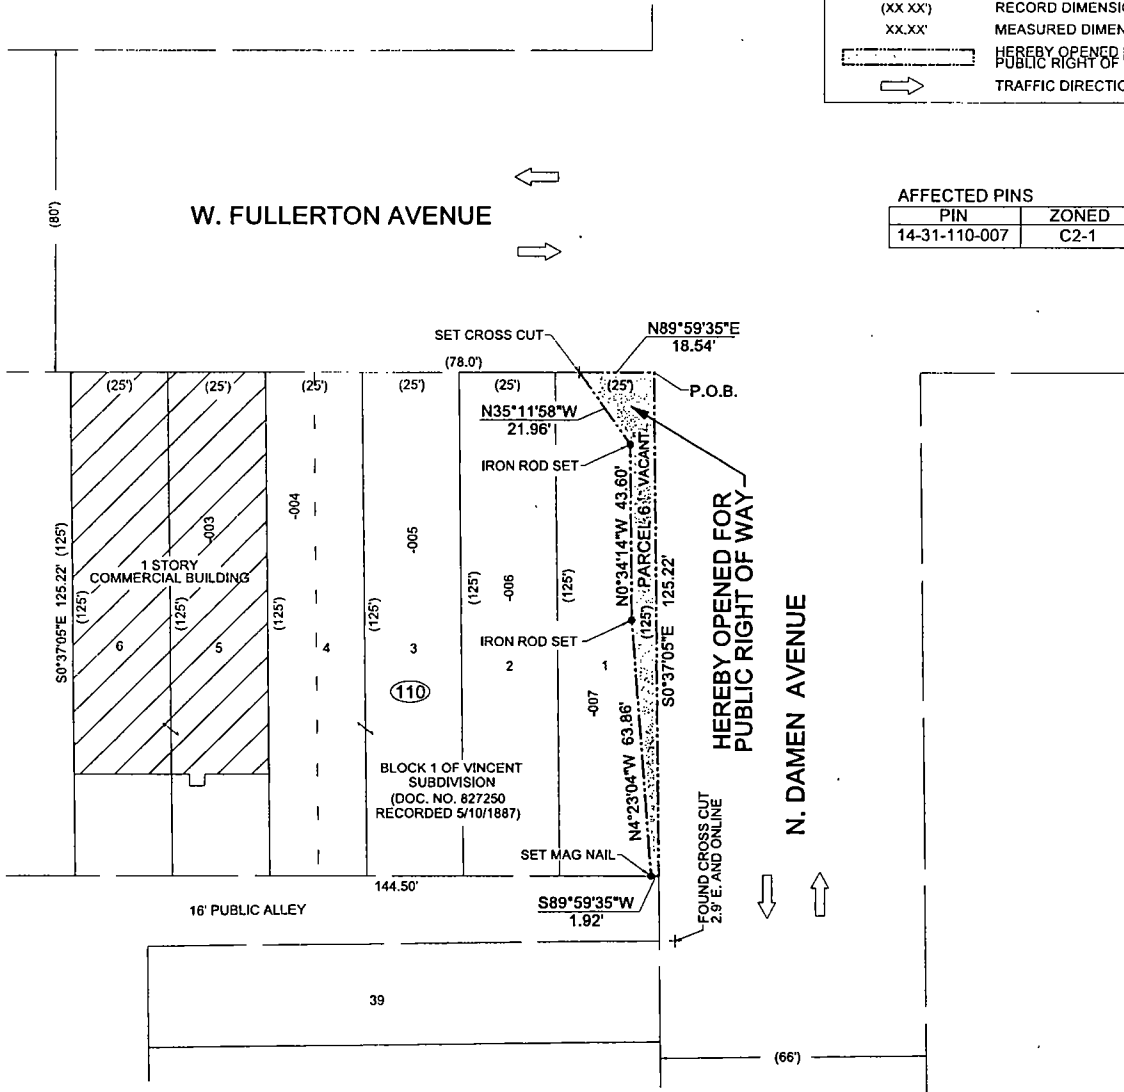 (XX XX')
RECORD DIMENSI
XX.XX'
MEASURED DIMEN
HEREBY OPENED
PUBLIC RIGHT OF
TRAFFIC DIRECTI
AFFECTED PINS
PIN ZONED
14-31-110-007 C2-1
(80')
W. FULLERTON AVENUE
SET CROSS CUT
N89°59'35"E
18.54'
(78.0')
(25') (25') (25') (25') (25') (25')
P.O.B.
N35°11'58"W
21.96'
IRON ROD SET
-003
-004
-005
-006
-007
1 STORY
COMMERCIAL BUILDING
S0°37'05"E 125.22' (125')
(125') (125') (125') (125') (125') (125') (125')
N0°34'14"W 43.60'
PARCEL 6.1 VACANT
S0°37'05"E 125.22'
HEREBY OPENED FOR
PUBLIC RIGHT OF WAY
IRON ROD SET
6 5 4 3 2 1
110
N. DAMEN AVENUE
N4°23'04"W 63.86'
BLOCK 1 OF VINCENT
SUBDIVISION
(DOC. NO. 827250
RECORDED 5/10/1887)
SET MAG NAIL
144.50'
S89°59'35"W
1.92'
FOUND CROSS CUT
2.9' E. AND ONLINE
16' PUBLIC ALLEY
39
(66')